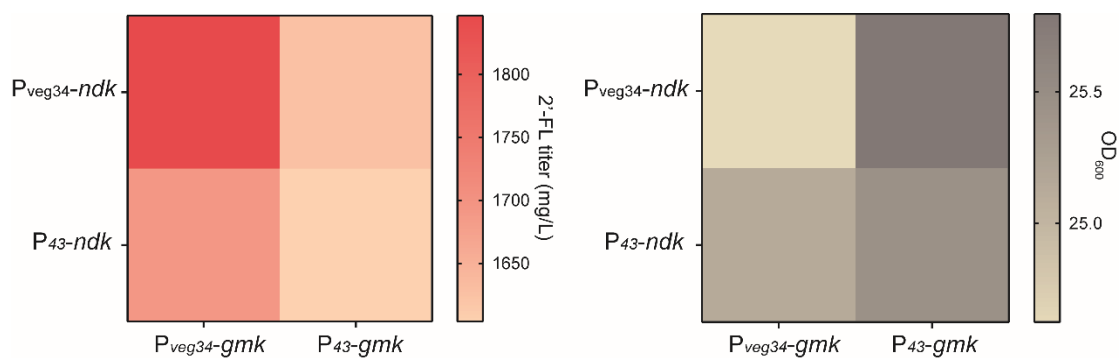 Pveg34-ndk
P43-ndk
Pveg34-gmk
P43-gmk
1800
1750
1700
1650
2'-FL titer (mg/L)
Pveg34-ndk
P43-ndk
Pveg34-gmk
P43-gmk
25.5
25.0
OD600